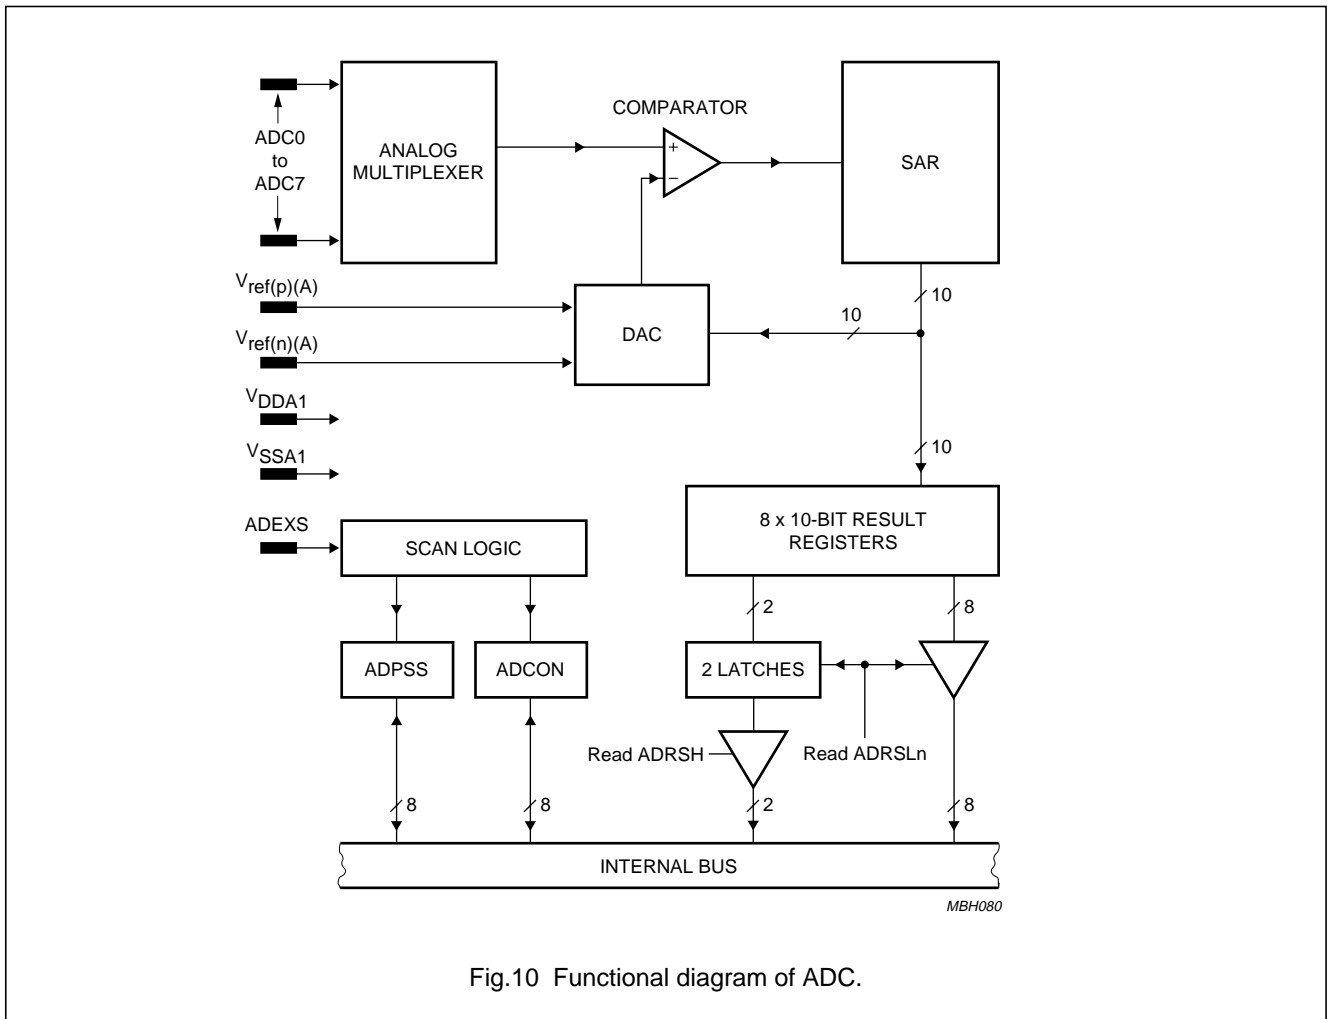 COMPARATOR
ADC0
to
ADC7
ANALOG
MULTIPLEXER
+
−
SAR
Vref(p)(A)
10
DAC
10
Vref(n)(A)
VDDA1
VSSA1
10
ADEXS
SCAN LOGIC
8 x 10-BIT RESULT
REGISTERS
2
8
ADPSS
ADCON
2 LATCHES
Read ADRSH
Read ADRSLn
8
8
2
8
INTERNAL BUS
MBH080
Fig.10 Functional diagram of ADC.